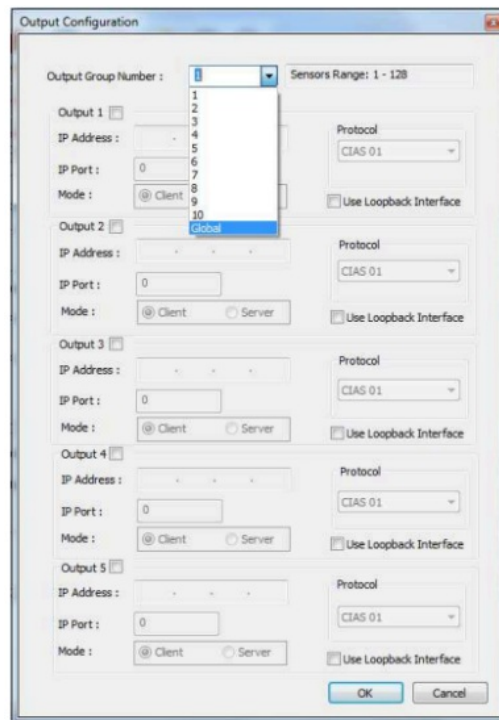 Output Configuration
Output Group Number : 1 Sensors Range: 1 - 128
1
2
3
4
5
6
7
8
9
10
Global
Output 1
IP Address :
IP Port : 0
Mode : Client
Protocol
CIAS 01
Use Loopback Interface
Output 2
IP Address :
IP Port : 0
Mode : Client Server
Protocol
CIAS 01
Use Loopback Interface
Output 3
IP Address :
IP Port : 0
Mode : Client Server
Protocol
CIAS 01
Use Loopback Interface
Output 4
IP Address :
IP Port : 0
Mode : Client Server
Protocol
CIAS 01
Use Loopback Interface
Output 5
IP Address :
IP Port : 0
Mode : Client Server
Protocol
CIAS 01
Use Loopback Interface
OK Cancel